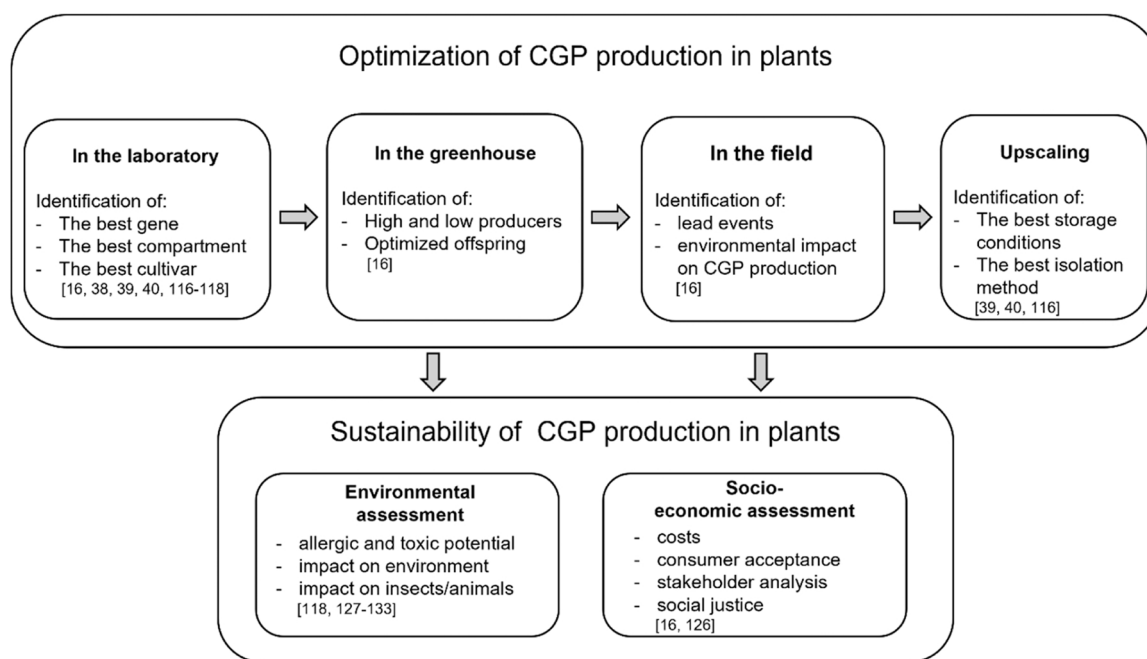 Optimization of CGP production in plants
In the laboratory
Identification of:
- The best gene
- The best compartment
- The best cultivar
[16, 38, 39, 40, 116-118]
In the greenhouse
Identification of:
- High and low producers
- Optimized offspring
[16]
In the field
Identification of:
- lead events
- environmental impact
on CGP production
[16]
Upscaling
Identification of:
- The best storage
conditions
- The best isolation
method
[39, 40, 116]
Sustainability of CGP production in plants
Environmental
assessment
- allergic and toxic potential
- impact on environment
- impact on insects/animals
[118, 127-133]
Socio-
economic assessment
- costs
- consumer acceptance
- stakeholder analysis
- social justice
[16, 126]